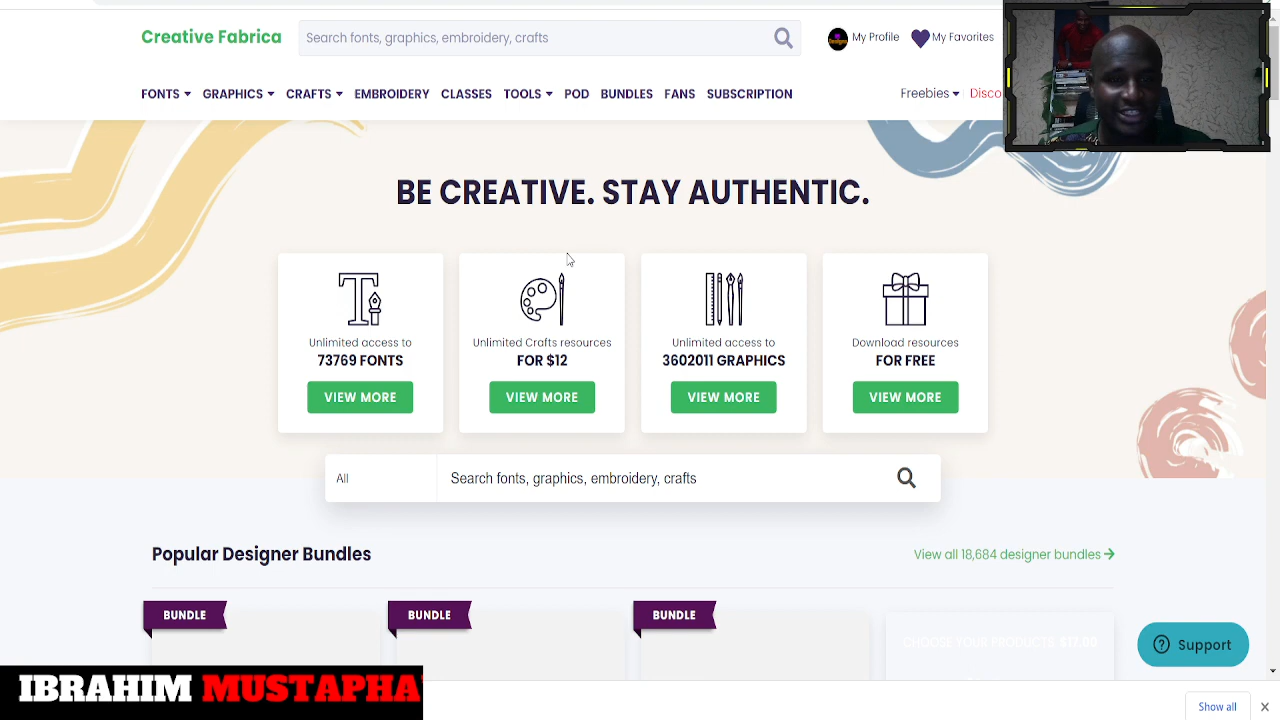 Creative Fabrica
Search fonts, graphics, embroidery, crafts
My Profile
My Favorites
FONTS GRAPHICS CRAFTS EMBROIDERY CLASSES TOOLS POD BUNDLES FANS SUBSCRIPTION
Freebies
Disco
BE CREATIVE. STAY AUTHENTIC.
Unlimited access to
73769 FONTS
VIEW MORE
Unlimited Crafts resources
FOR $12
VIEW MORE
Unlimited access to
3602011 GRAPHICS
VIEW MORE
Download resources
FOR FREE
VIEW MORE
All
Search fonts, graphics, embroidery, crafts
Popular Designer Bundles
View all 18,684 designer bundles
BUNDLE
BUNDLE
BUNDLE
CHOOSE YOUR PRODUCTS $17.00
Support
IBRAHIM MUSTAPHA
Show all